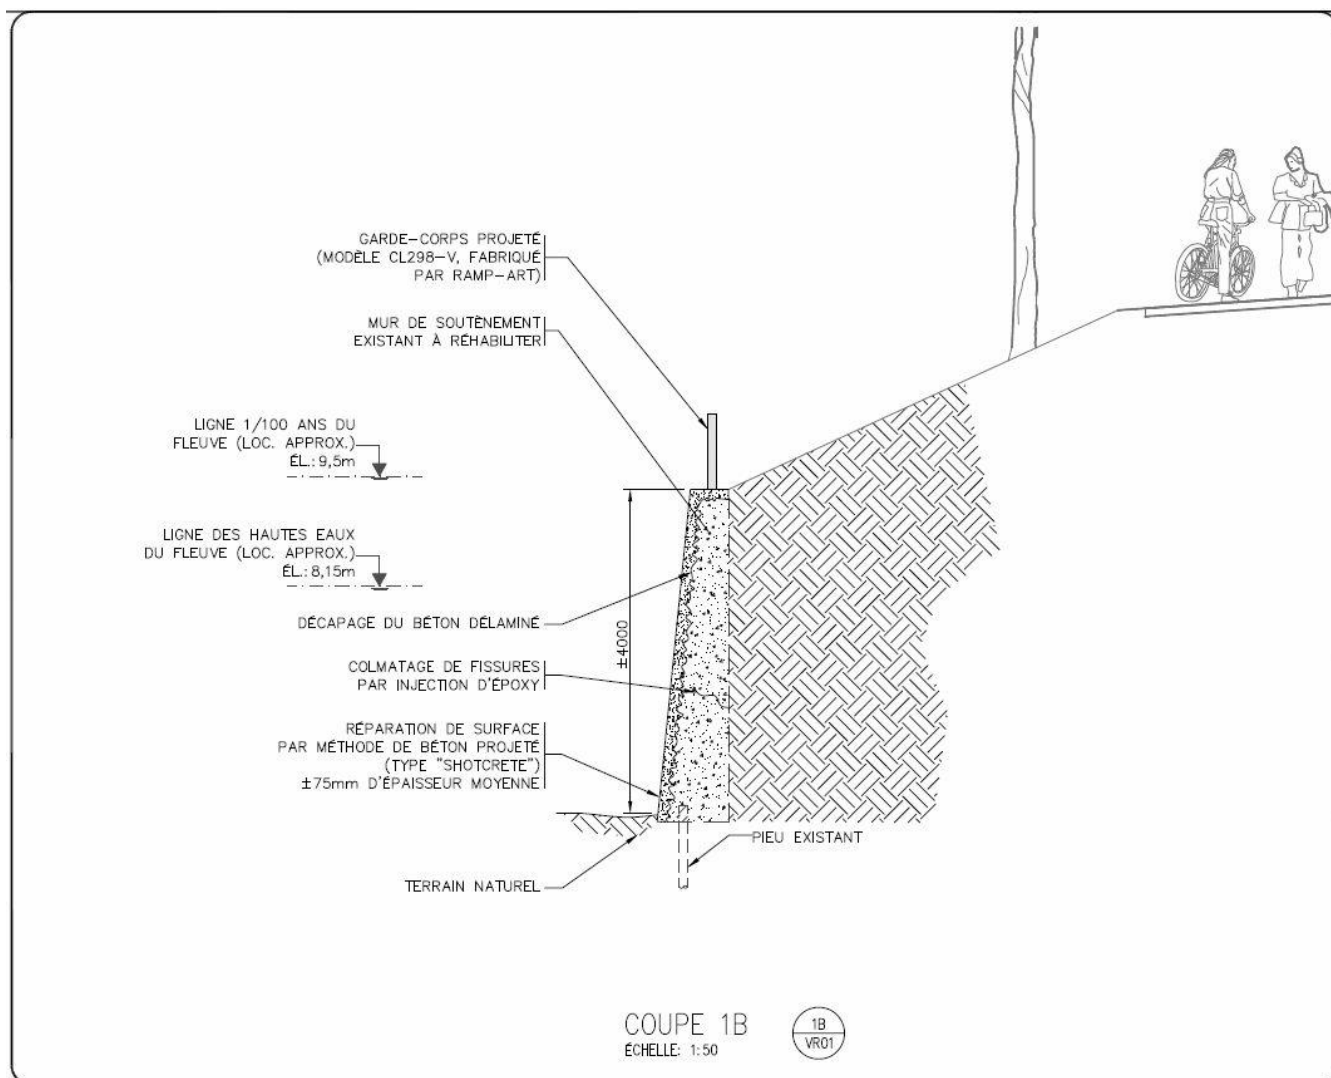 GARDE-CORPS PROJETÉ
(MODÈLE CL298-V, FABRIQUÉ
PAR RAMP-ART)
MUR DE SOUTÈNEMENT
EXISTANT À RÉHABILITER
LIGNE 1/100 ANS DU
FLEUVE (LOC. APPROX.)
ÉL.: 9,5m
LIGNE DES HAUTES EAUX
DU FLEUVE (LOC. APPROX.)
ÉL.: 8,15m
DÉCAPAGE DU BÉTON DÉLAMINÉ
±4000
COLMATAGE DE FISSURES
PAR INJECTION D'ÉPOXY
RÉPARATION DE SURFACE
PAR MÉTHODE DE BÉTON PROJETÉ
(TYPE "SHOTCRETE")
±75mm D'ÉPAISSEUR MOYENNE
PIEU EXISTANT
TERRAIN NATUREL
COUPE 1B
ÉCHELLE: 1:50
1B
VR01